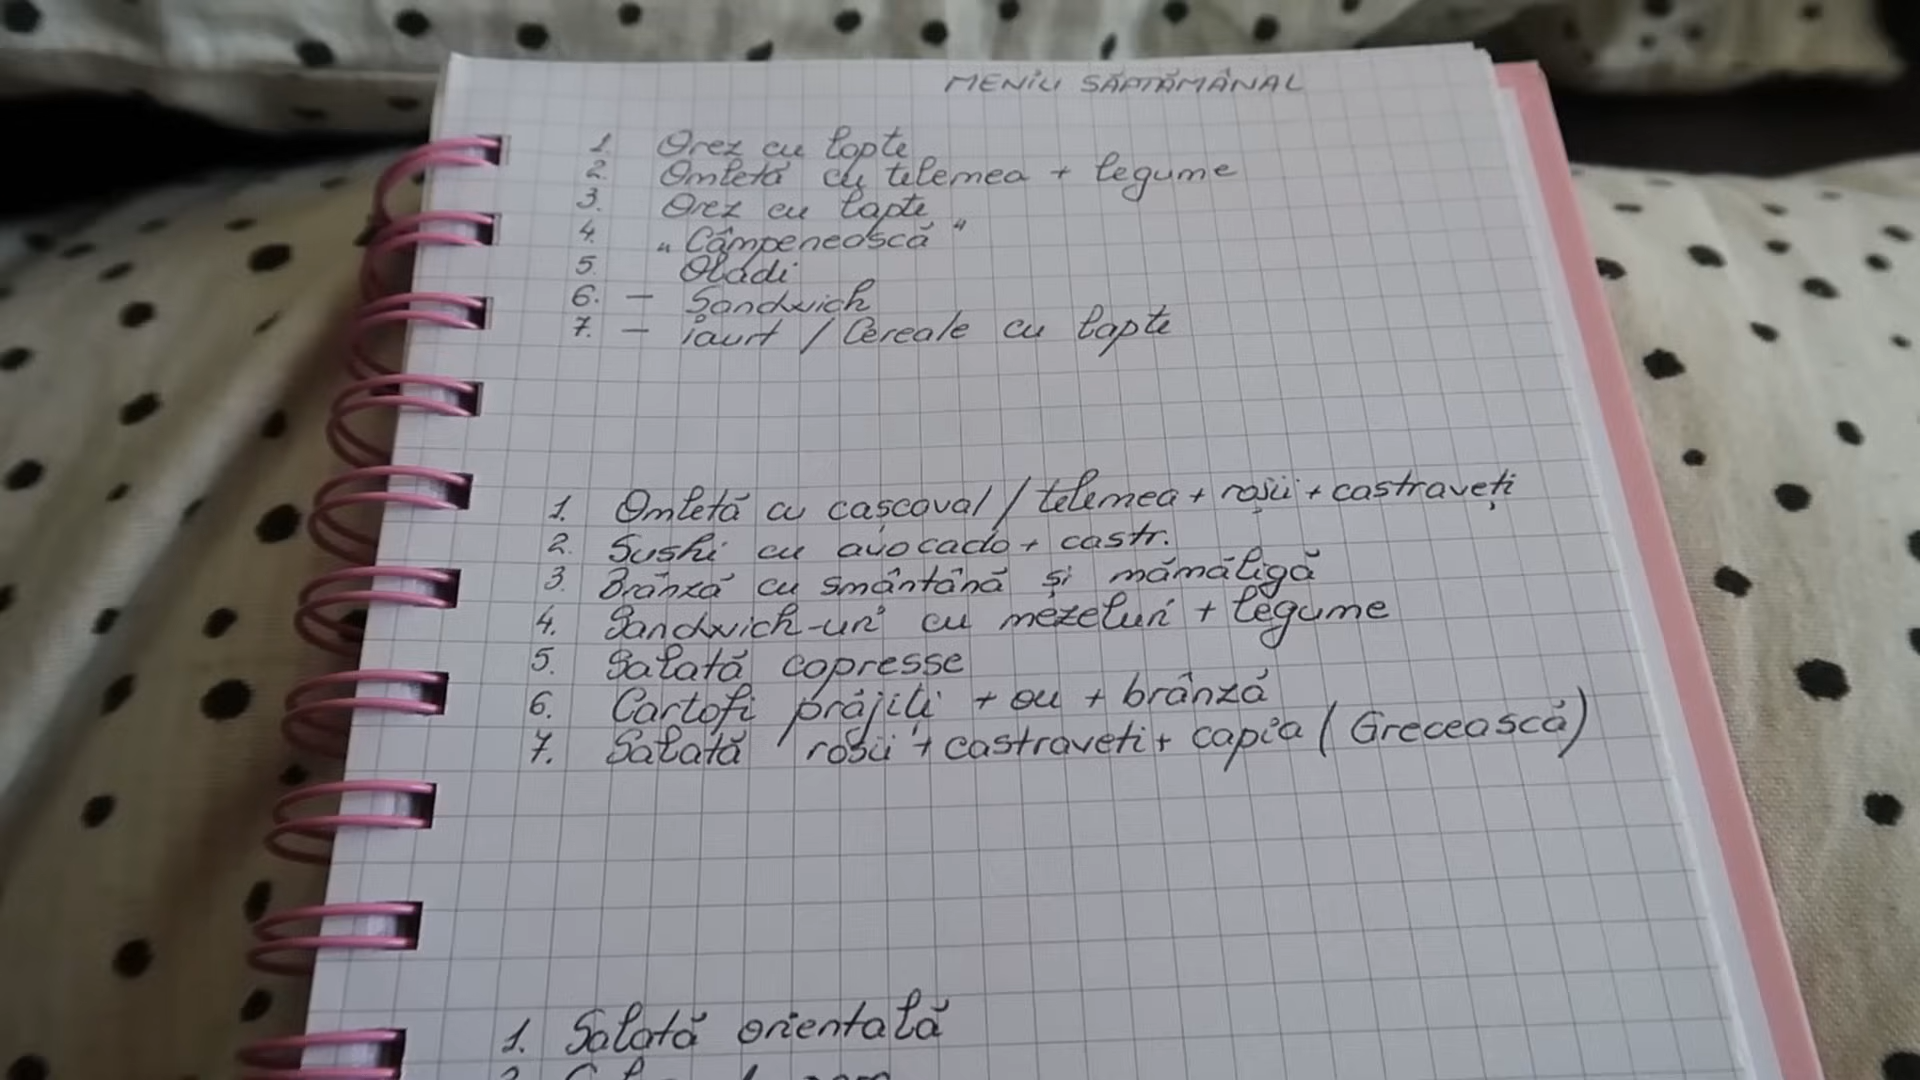 MENIU SĂPTĂMÂNAL
1. Orez cu lapte
2. Omletă cu telemea + legume
3. Orez cu lapte
4. "Câmpenească"
5. Oladi
6. - Sandwich
7. - iaurt / Cereale cu lapte
1. Omletă cu cașcaval / telemea + roșii + castraveți
2. Sushi cu avocado + castr.
3. Brânză cu smântână și mămăligă
4. Sandwich-uri cu mezeluri + legume
5. Salată copresse
6. Cartofi prăjiți + ou + brânză
7. Salată roșii + castraveti + capia (Grecească)
1. Salată orientală
2.